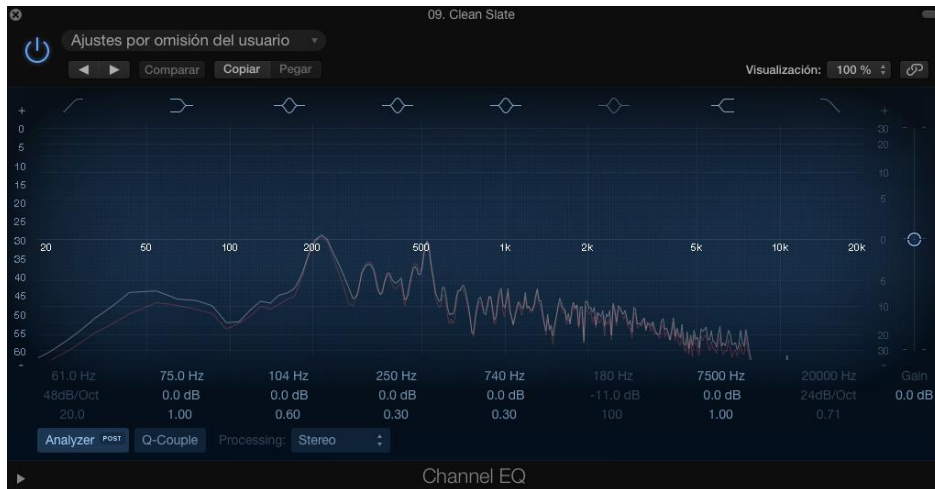 09. Clean Slate
Ajustes por omisión del usuario
Comparar Copiar Pegar Visualización: 100 %
+ +
0 30
5 20
10 10
15
20 5
25
30 20 50 100 200 500 1k 2k 5k 10k 20k 0
35
40 5
45 10
50
55 20
60 30
- -
61.0 Hz 75.0 Hz 104 Hz 250 Hz 740 Hz 180 Hz 7500 Hz 20000 Hz Gain
48dB/Oct 0.0 dB 0.0 dB 0.0 dB 0.0 dB -11.0 dB 0.0 dB 24dB/Oct 0.0 dB
20.0 1.00 0.60 0.30 0.30 100 1.00 0.71
Analyzer POST Q-Couple Processing: Stereo
Channel EQ